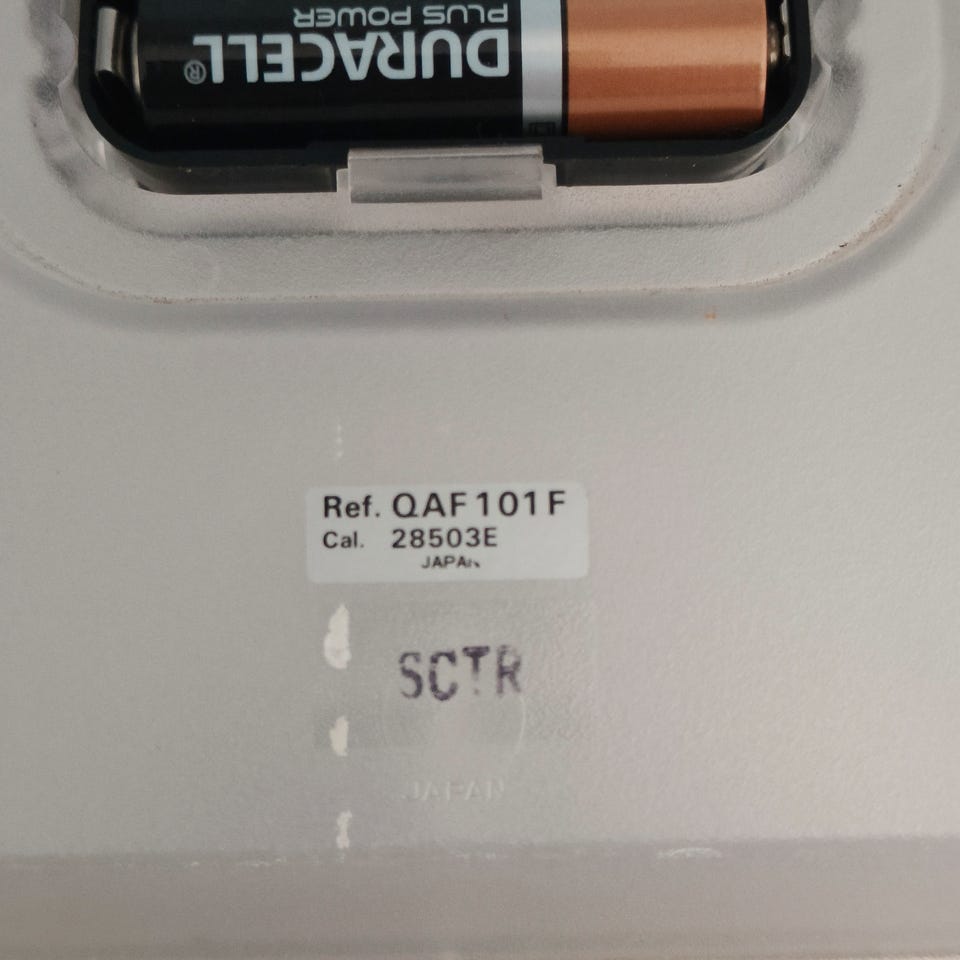 DURACELL®
PLUS POWER
Ref. QAF101F
Cal. 28503E
JAPAN
SCTR
JAPAN